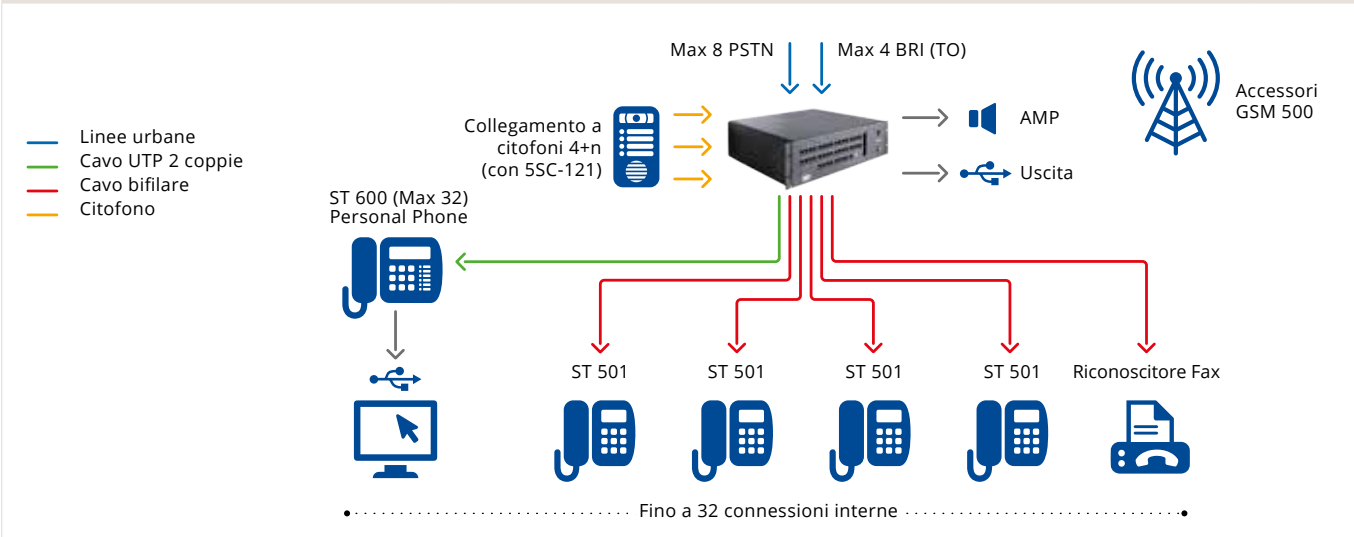 Max 8 PSTN
Max 4 BRI (TO)
Accessori
GSM 500
Linee urbane
Cavo UTP 2 coppie
Cavo bifilare
Citofono
Collegamento a
citofoni 4+n
(con 5SC-121)
AMP
Uscita
ST 600 (Max 32)
Personal Phone
ST 501
ST 501
ST 501
ST 501
Riconoscitore Fax
Fino a 32 connessioni interne